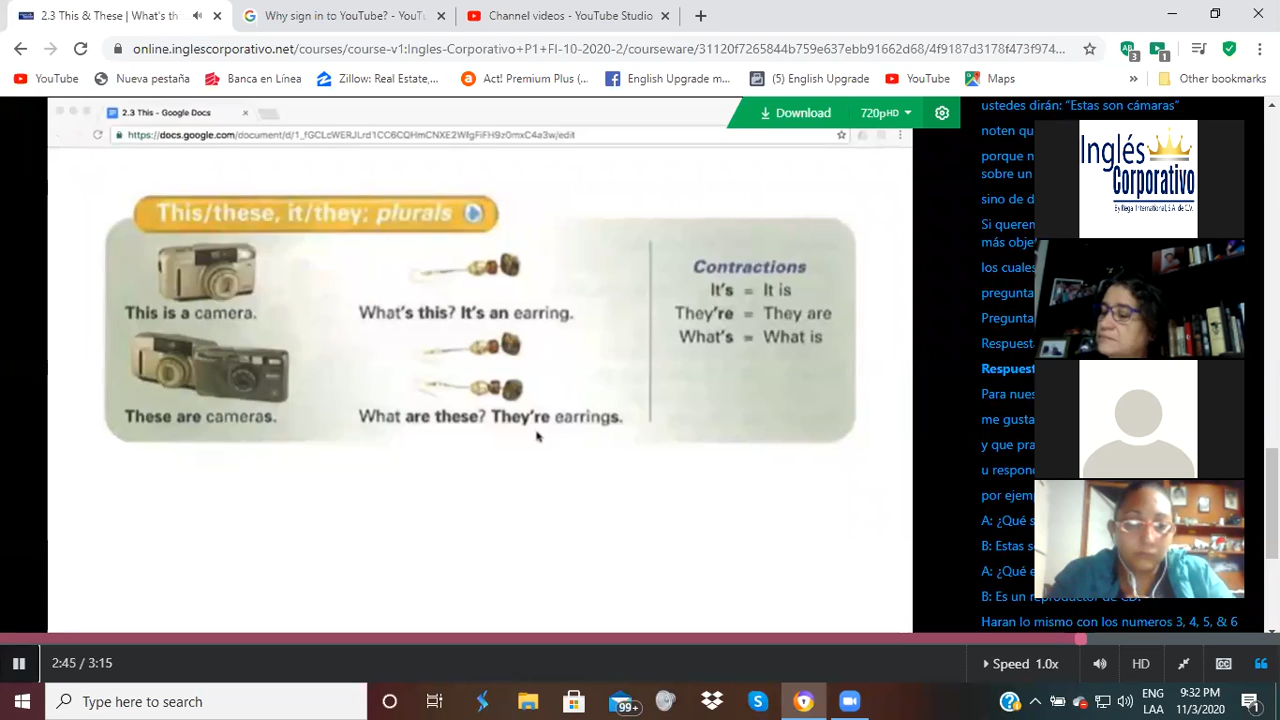 2.3 This & These | What's th
Why sign in to YouTube? - YouTu
Channel videos - YouTube Studio
online.inglescorporativo.net/courses/course-v1:Ingles-Corporativo+P1+FI-10-2020-2/courseware/31120f7265844b759e637ebb91662d68/4f9187d3178f473f974...
3
1
YouTube
Nueva pestaña
Banca en Línea
Zillow: Real Estate,...
Act! Premium Plus (...
English Upgrade m...
(5) English Upgrade
YouTube
Maps
»
Other bookmarks
2.3 This - Google Docs
Download
720pHD
This/these, it/they; plurals
This is a camera.
What's this? It's an earring.
These are cameras.
What are these? They're earrings.
Contractions
It's = It is
They're = They are
What's = What is
ustedes dirán: “Estas son cámaras”
noten qu
porque n
sobre un
sino de d
Si querem
más obje
los cuales
pregunta
Pregunta
Respuest
Respuest
Para nues
me gusta
y que pra
u respond
por ejem
A: ¿Qué s
B: Estas s
A: ¿Qué e
B: Es un reproductor de CD.
Haran lo mismo con los numeros 3, 4, 5, & 6
Inglés
Corporativo
2:45 / 3:15
Speed 1.0x
HD
Type here to search
99+
ENG
LAA
9:32 PM
11/3/2020
1